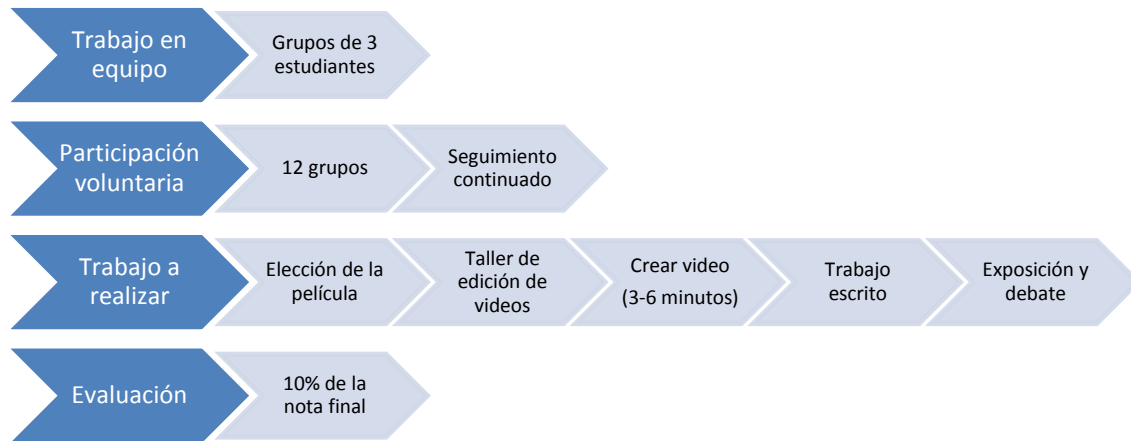 Trabajo en
equipo
Grupos de 3
estudiantes
Participación
voluntaria
12 grupos
Seguimiento
continuado
Trabajo a
realizar
Elección de la
película
Taller de
edición de
videos
Crear video
(3-6 minutos)
Trabajo
escrito
Exposición y
debate
Evaluación
10% de la
nota final